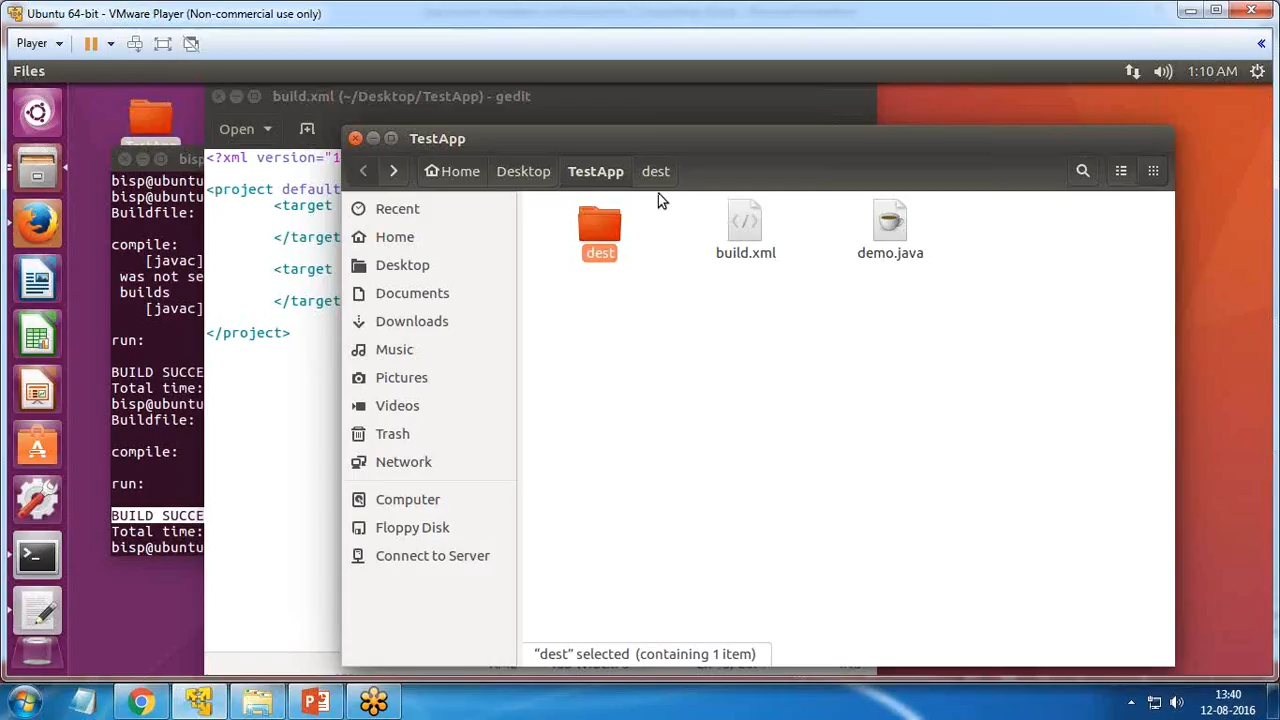 Ubuntu 64-bit - VMware Player (Non-commercial use only)
Player
Files
1:10 AM
build.xml (~/Desktop/TestApp) - gedit
Open
TestApp
Home
Desktop
TestApp
dest
bisp@ubuntu
bisp@ubuntu
Buildfile:
compile:
[javac]
was not se
builds
[javac]
run:
BUILD SUCCE
Total time:
bisp@ubuntu
Buildfile:
compile:
run:
BUILD SUCCE
Total time:
bisp@ubuntu
<?xml version="1
<project default
<target
</target
<target
</target
</project>
Recent
Home
Desktop
Documents
Downloads
Music
Pictures
Videos
Trash
Network
Computer
Floppy Disk
Connect to Server
dest
build.xml
demo.java
"dest" selected (containing 1 item)
13:40
12-08-2016